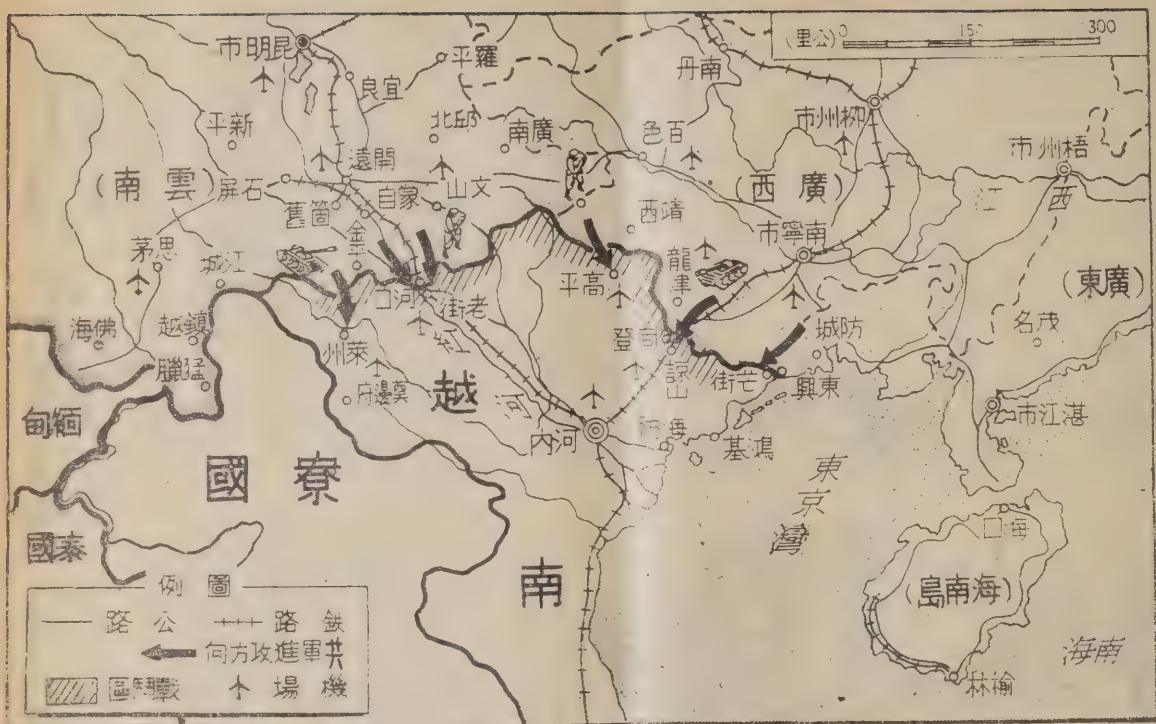 (公里) 0 150 300
昆明市
羅平
宜良
南丹
柳州市
新平
邱北
廣南
百色
梧州市
(雲南)
石屏
開遠
蒙自
文山
(廣西)
西江
箇舊
靖西
思茅
金平
南寧市
龍津
(廣東)
江城
河口
老街
高平
防城
茂名
佛海
鎮越
萊州
紅河
同登
諒山
芒街
東興
猛臘
越南
奠邊府
湛江市
緬甸
河內
海防
鴻基
寮國
東京灣
海口
泰國
(海南島)
南海
榆林
圖例
鉄路
公路
共軍進攻方向
機場
戰鬪區